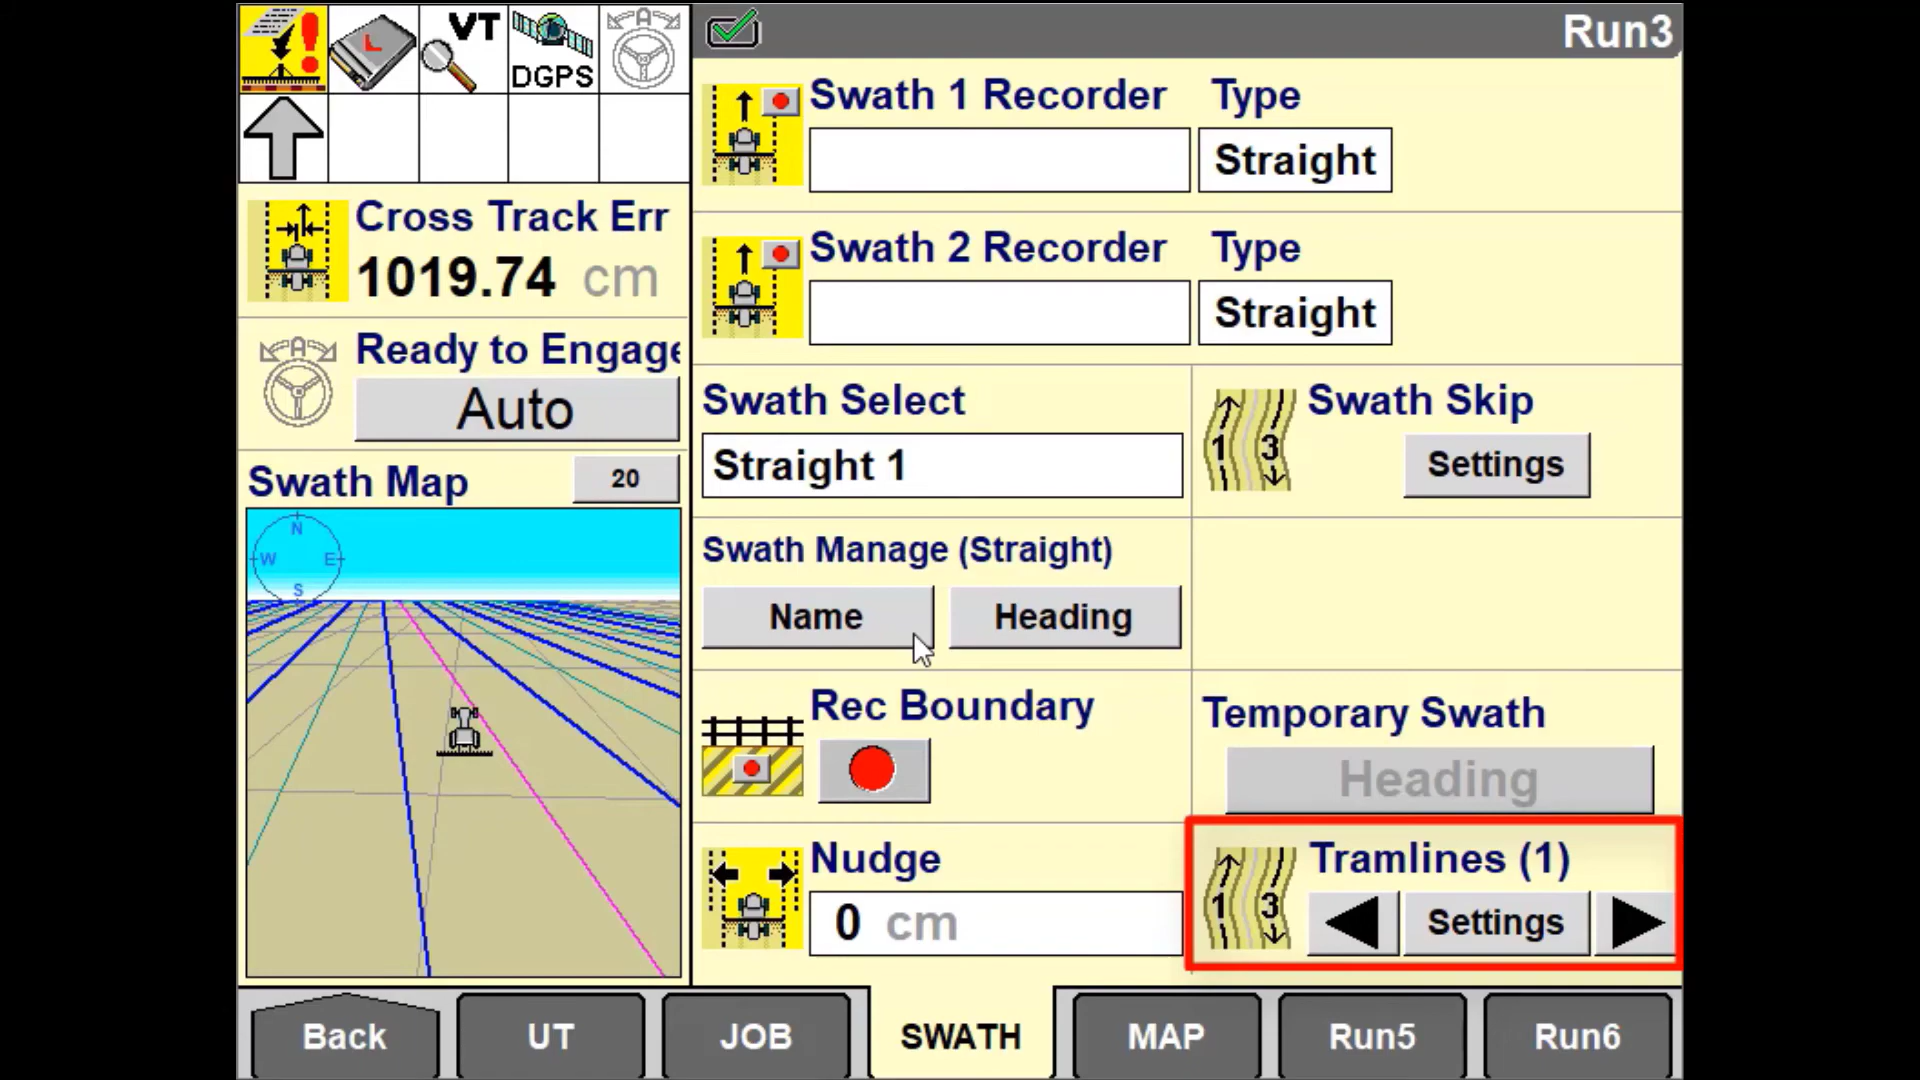 VT
L
DGPS
A
Run3
Cross Track Err
1019.74 cm
A
Ready to Engage
Auto
Swath Map
20
N
W
E
S
Swath 1 Recorder
Type
Straight
Swath 2 Recorder
Type
Straight
Swath Select
Straight 1
1 3
Swath Skip
Settings
Swath Manage (Straight)
Name
Heading
Rec Boundary
Temporary Swath
Heading
Nudge
0 cm
1 3
Tramlines (1)
Settings
Back
UT
JOB
SWATH
MAP
Run5
Run6